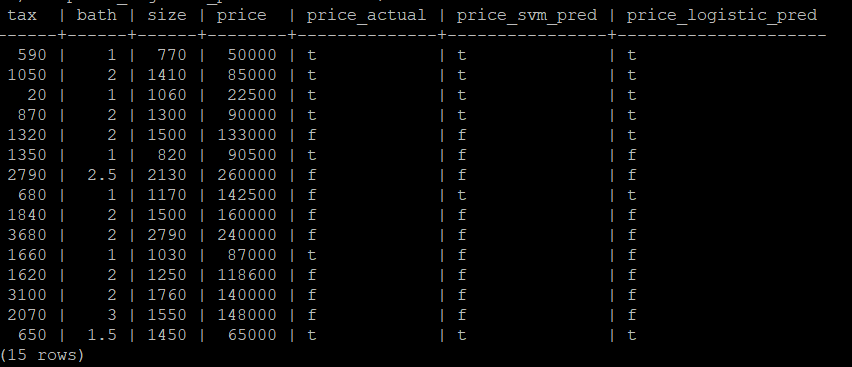 tax  | bath | size | price  | price_actual | price_svm_pred | price_logistic_pred
------+------+------+--------+--------------+----------------+---------------------
  590 |    1 |  770 |  50000 | t            | t              | t
 1050 |    2 | 1410 |  85000 | t            | t              | t
   20 |    1 | 1060 |  22500 | t            | t              | t
  870 |    2 | 1300 |  90000 | t            | t              | t
 1320 |    2 | 1500 | 133000 | f            | f              | t
 1350 |    1 |  820 |  90500 | t            | f              | f
 2790 |  2.5 | 2130 | 260000 | f            | f              | f
  680 |    1 | 1170 | 142500 | f            | t              | t
 1840 |    2 | 1500 | 160000 | f            | f              | f
 3680 |    2 | 2790 | 240000 | f            | f              | f
 1660 |    1 | 1030 |  87000 | t            | f              | f
 1620 |    2 | 1250 | 118600 | f            | f              | f
 3100 |    2 | 1760 | 140000 | f            | f              | f
 2070 |    3 | 1550 | 148000 | f            | f              | f
  650 |  1.5 | 1450 |  65000 | t            | t              | t
(15 rows)